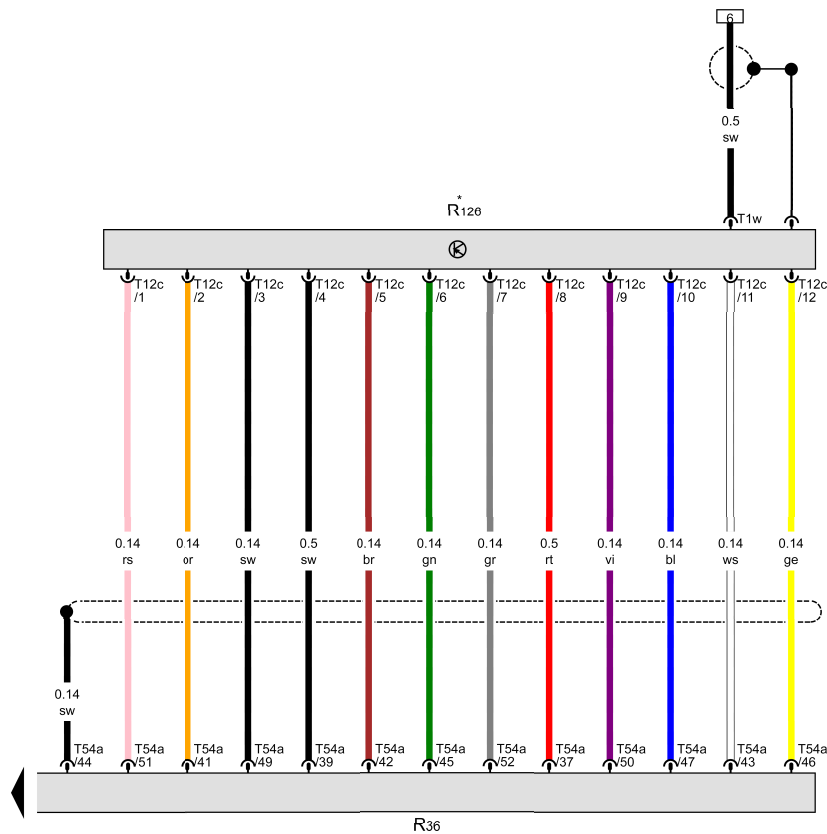 6
0.5
sw
T1w
*
R126
T12c T12c T12c T12c T12c T12c T12c T12c T12c T12c T12c T12c
/1 /2 /3 /4 /5 /6 /7 /8 /9 /10 /11 /12
0.14 0.14 0.14 0.5 0.14 0.14 0.14 0.5 0.14 0.14 0.14 0.14
rs or sw sw br gn gr rt vi bl ws ge
0.14
sw
T54a T54a T54a T54a T54a T54a T54a T54a T54a T54a T54a T54a T54a
/44 /51 /41 /49 /39 /42 /45 /52 /37 /50 /47 /43 /46
R36